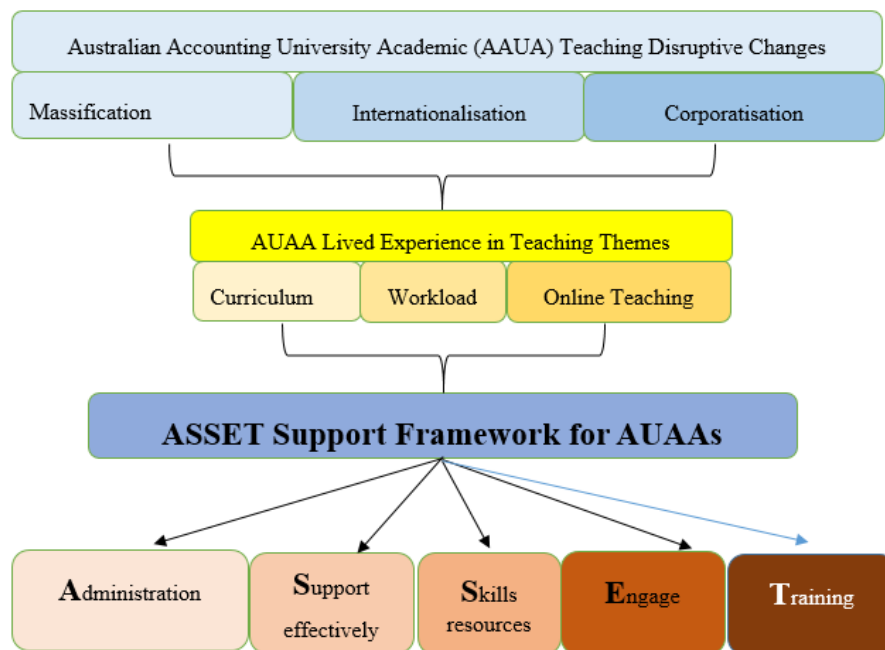 Australian Accounting University Academic (AAUA) Teaching Disruptive Changes
Massification
Internationalisation
Corporatisation
AUAA Lived Experience in Teaching Themes
Curriculum
Workload
Online Teaching
ASSET Support Framework for AUAAs
Administration
Support
effectively
Skills
resources
Engage
Training